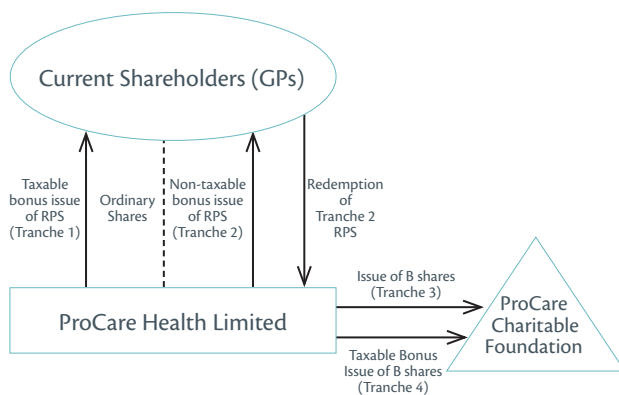 Current Shareholders (GPs)
Taxable
bonus issue
of RPS
(Tranche 1)
Ordinary
Shares
Non-taxable
bonus issue
of RPS
(Tranche 2)
Redemption
of
Tranche 2
RPS
ProCare Health Limited
Issue of B shares
(Tranche 3)
Taxable Bonus
Issue of B shares
(Tranche 4)
ProCare
Charitable
Foundation